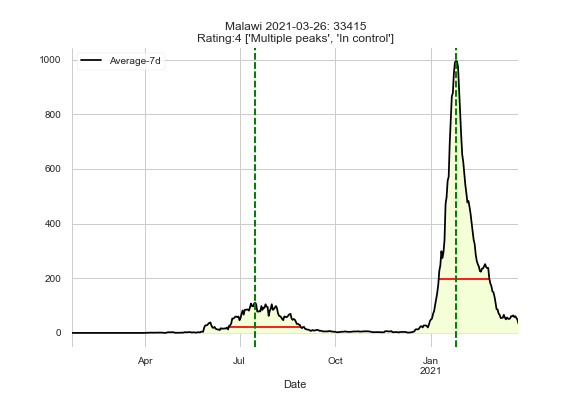 Malawi 2021-03-26: 33415
Rating:4 ['Multiple peaks', 'In control']
Average-7d
1000
800
600
400
200
0
Apr
Jul
Oct
Jan
2021
Date